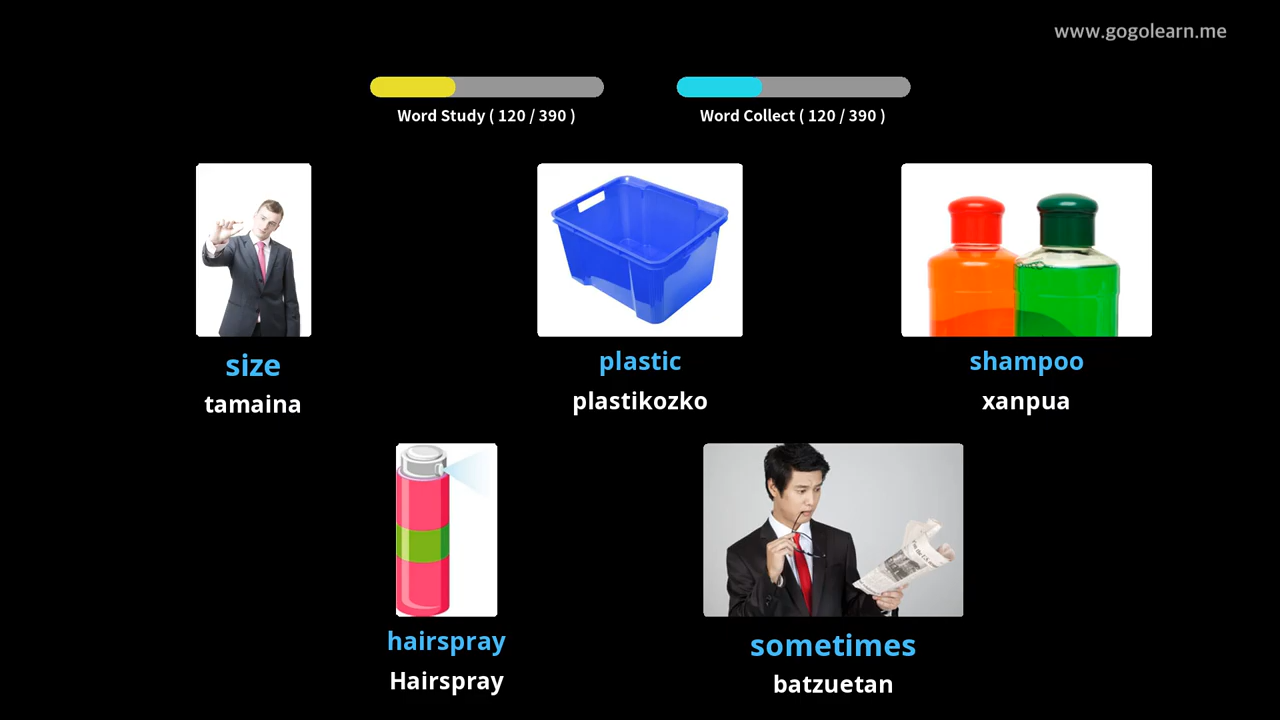 www.gogolearn.me
Word Study ( 120 / 390 )
Word Collect ( 120 / 390 )
size
tamaina
plastic
plastikozko
shampoo
xanpua
hairspray
Hairspray
sometimes
batzuetan